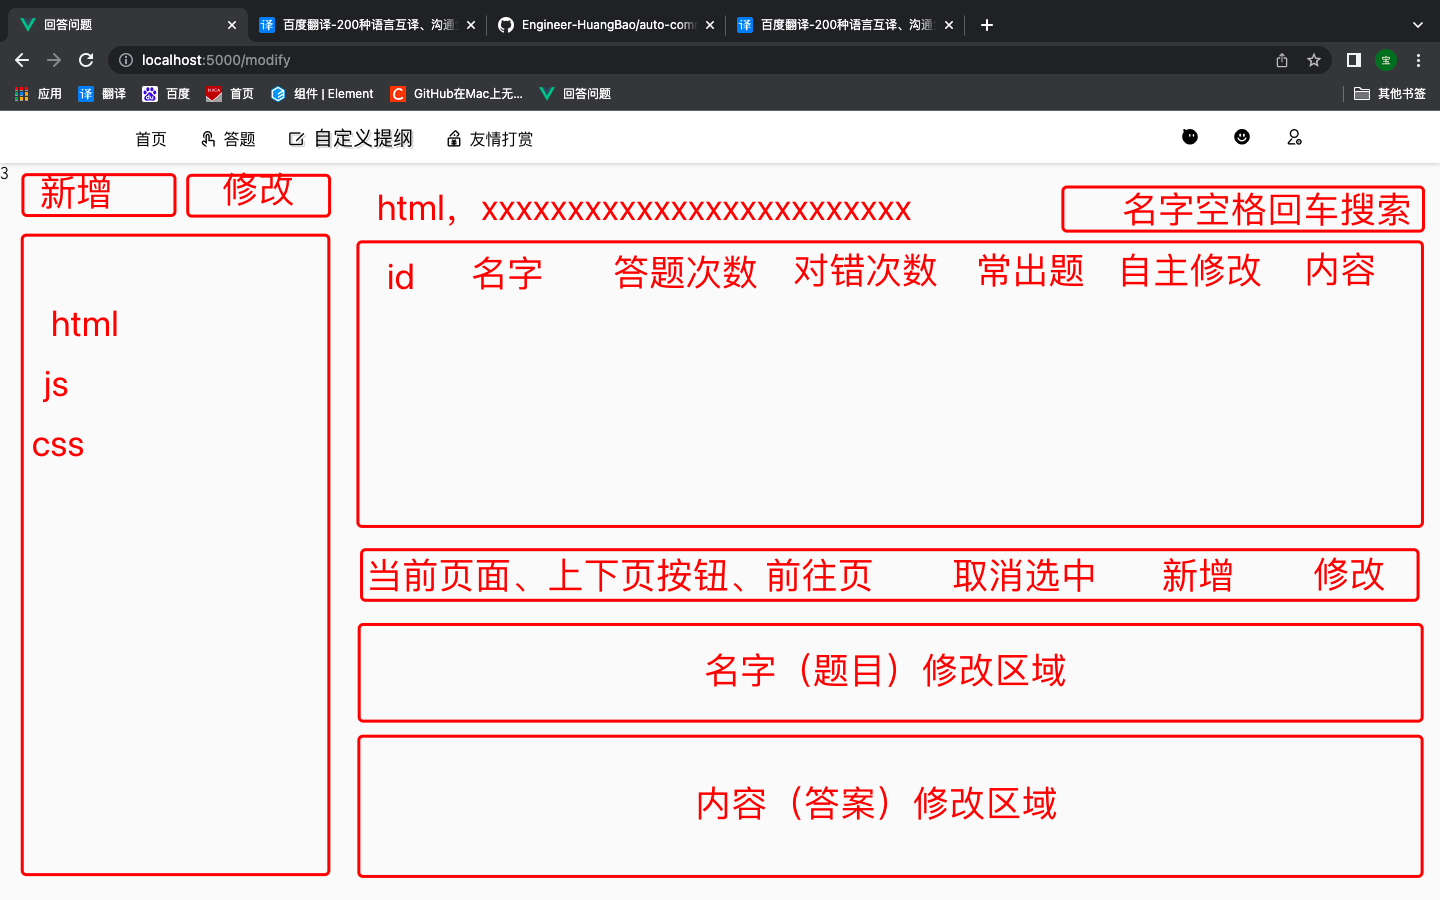 回答问题
百度翻译-200种语言互译、沟通
Engineer-HuangBao/auto-com
百度翻译-200种语言互译、沟通
localhost:5000/modify
宝
应用
译 翻译
百度
首页
组件 | Element
C GitHub在Mac上无...
回答问题
其他书签
首页
答题
自定义提纲
友情打赏
3
新增
修改
html，xxxxxxxxxxxxxxxxxxxxxxxxx
名字空格回车搜索
html
js
css
id 名字 答题次数 对错次数 常出题 自主修改 内容
当前页面、上下页按钮、前往页 取消选中 新增 修改
名字（题目）修改区域
内容（答案）修改区域